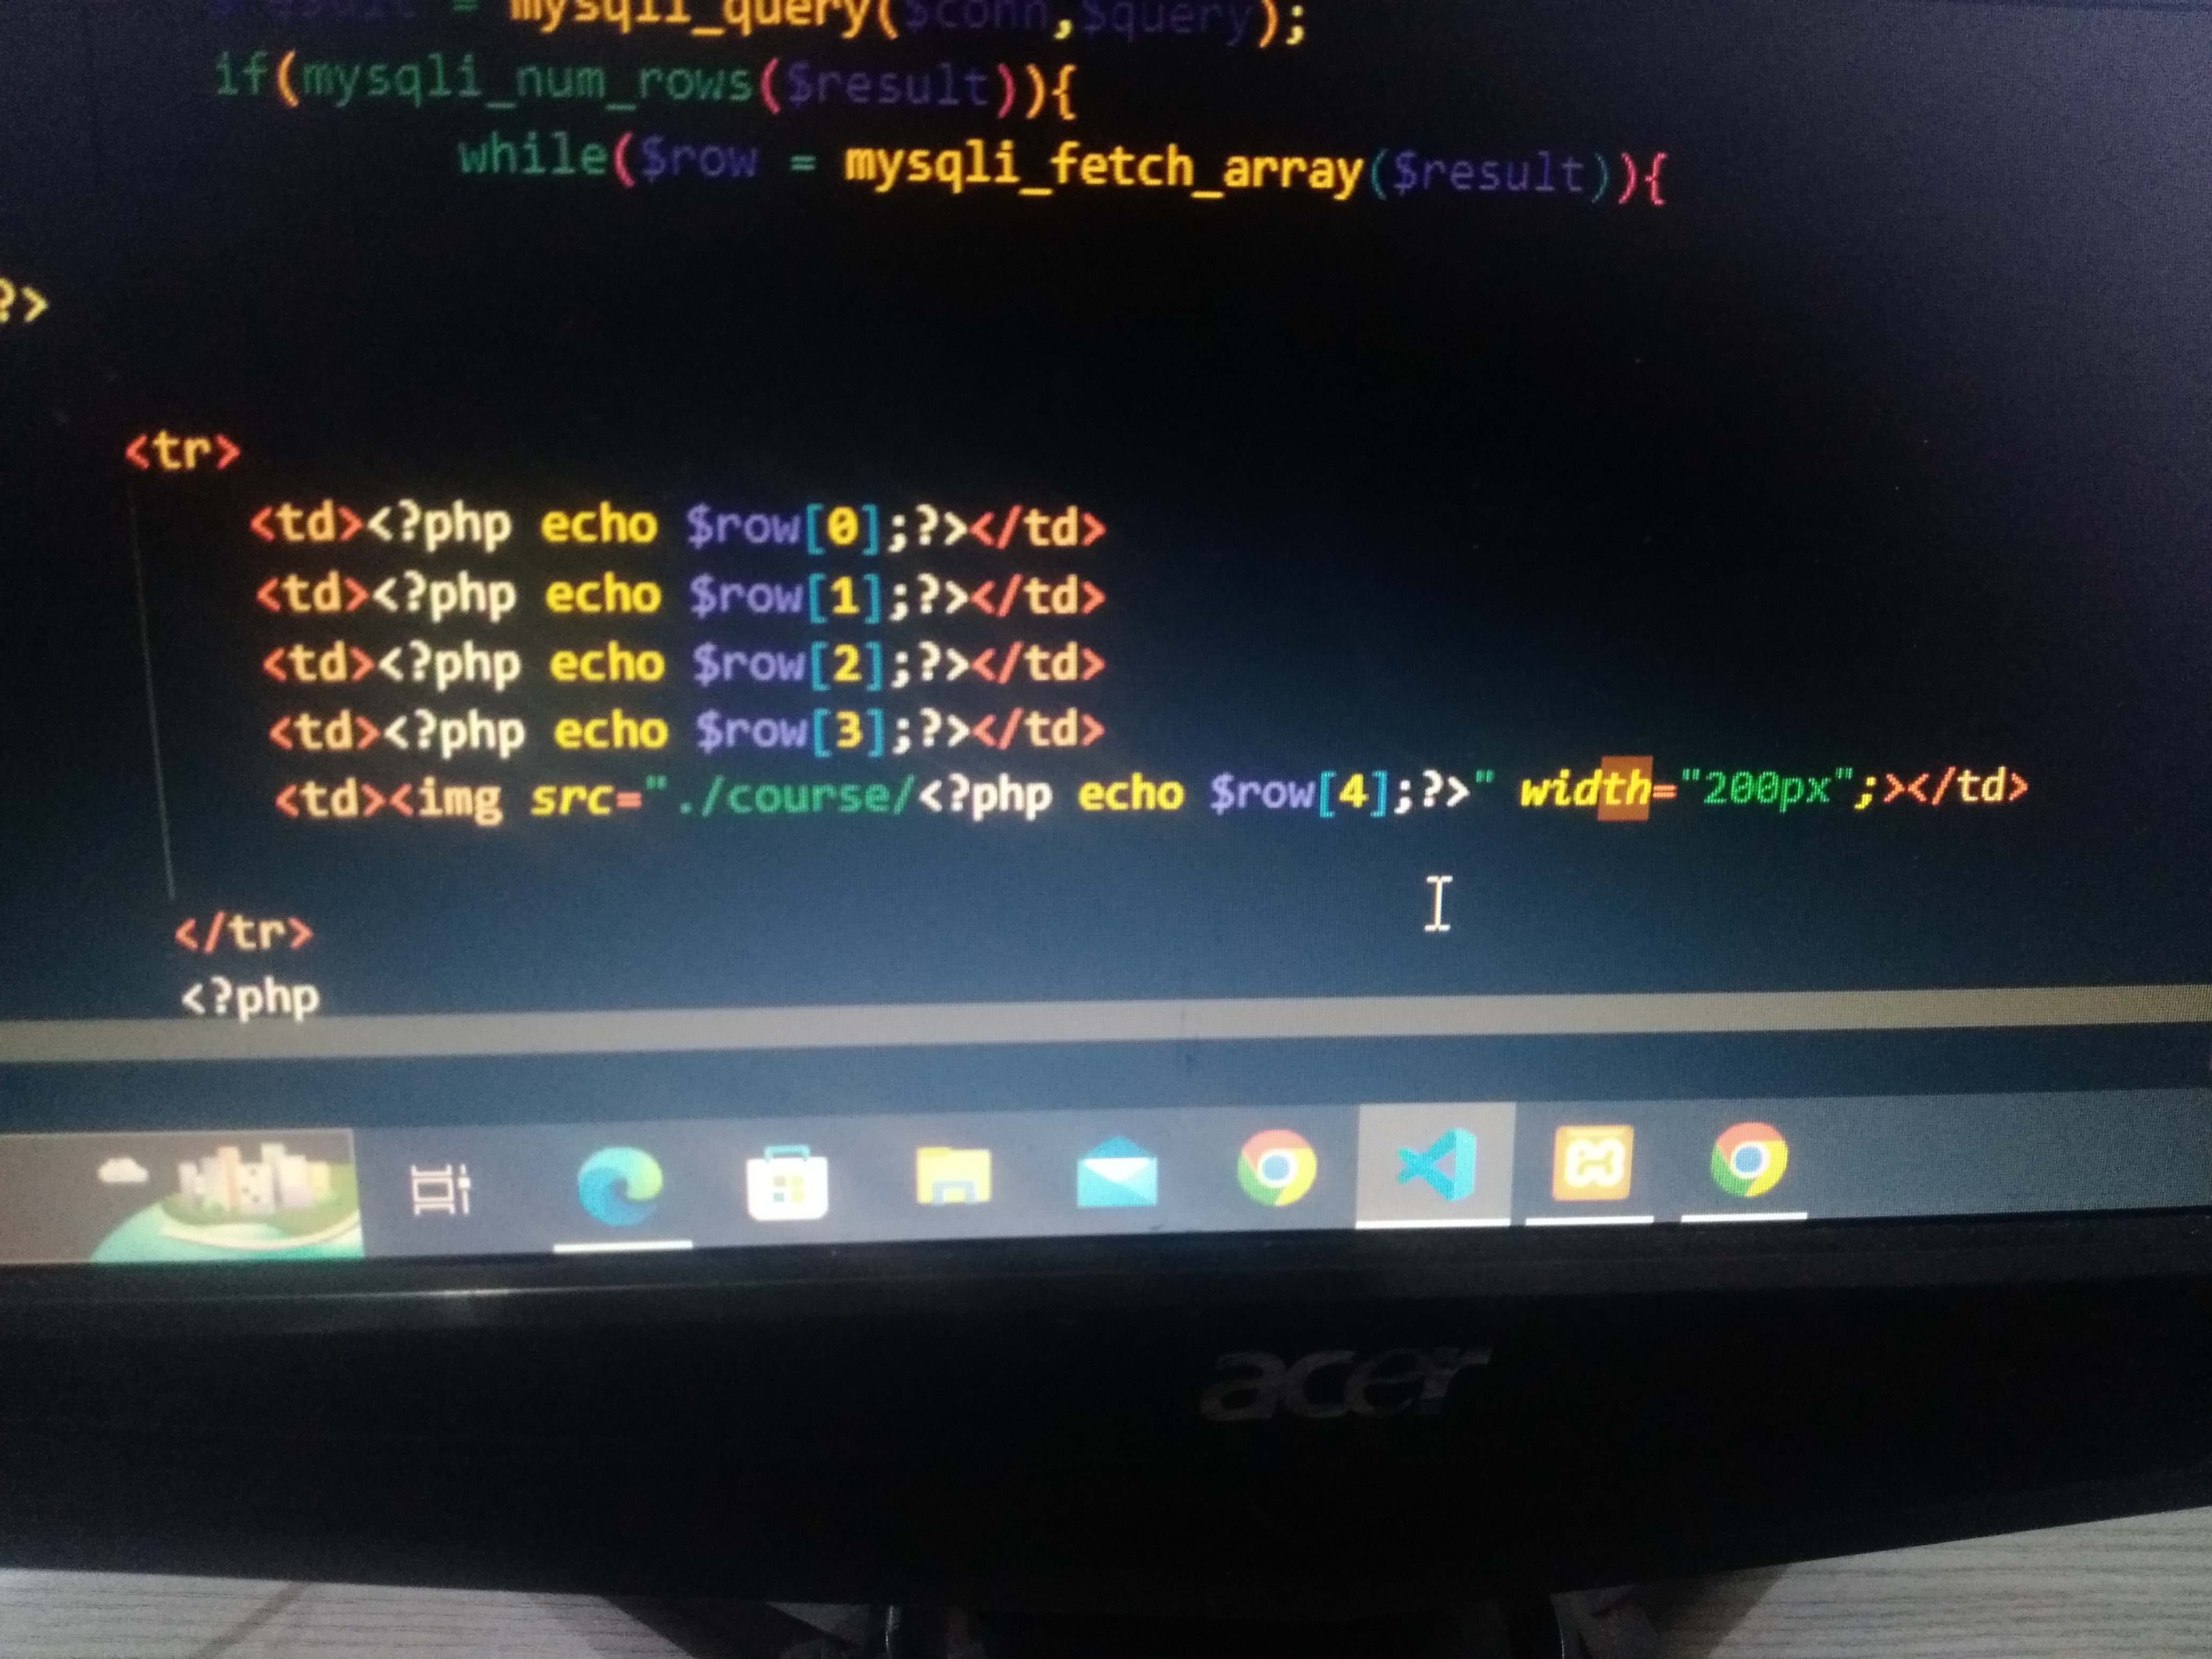 $result = mysqli_query($conn,$query);
if(mysqli_num_rows($result)){
while($row = mysqli_fetch_array($result)){
?>
<tr>
<td><?php echo $row[0];?></td>
<td><?php echo $row[1];?></td>
<td><?php echo $row[2];?></td>
<td><?php echo $row[3];?></td>
<td><img src="./course/<?php echo $row[4];?>" width="200px";></td>
</tr>
<?php
acer